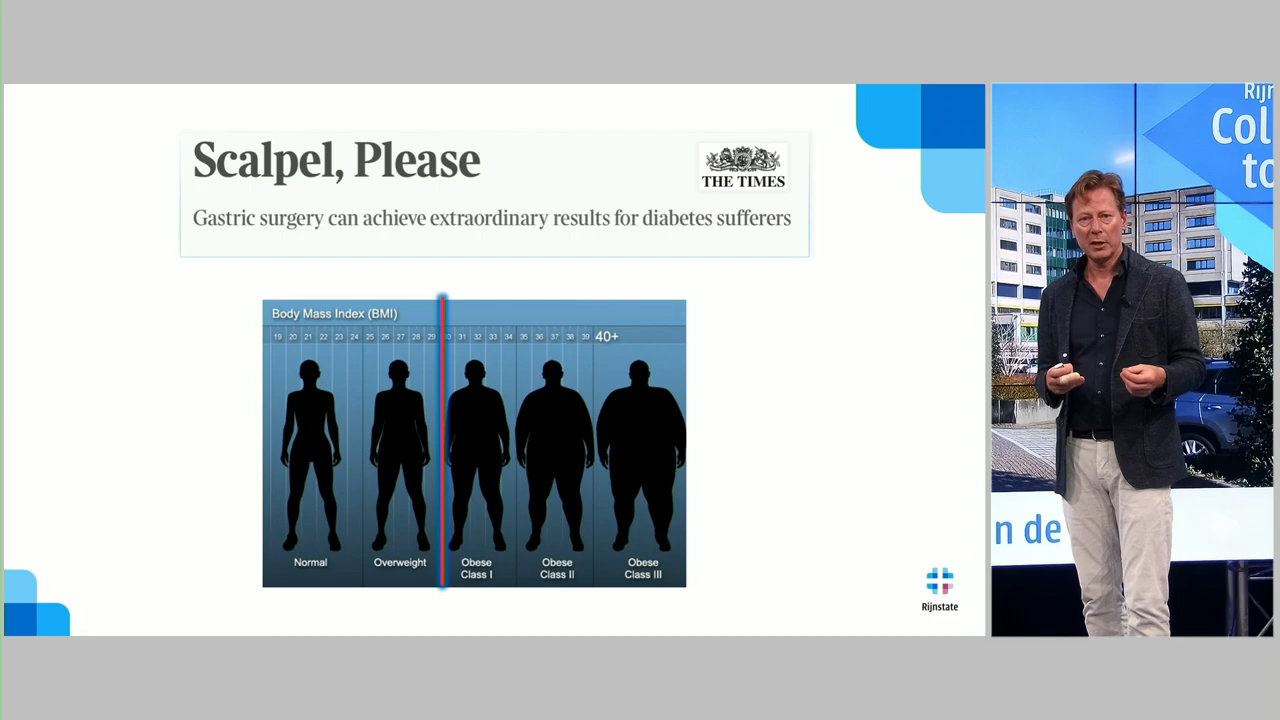 Scalpel, Please
THE TIMES
Gastric surgery can achieve extraordinary results for diabetes sufferers
Body Mass Index (BMI)
19 20 21 22 23 24 25 26 27 28 29 30 31 32 33 34 35 36 37 38 39 40+
Normal
Overweight
Obese
Class I
Obese
Class II
Obese
Class III
Rijnstate
Rijn
Col
to
n de